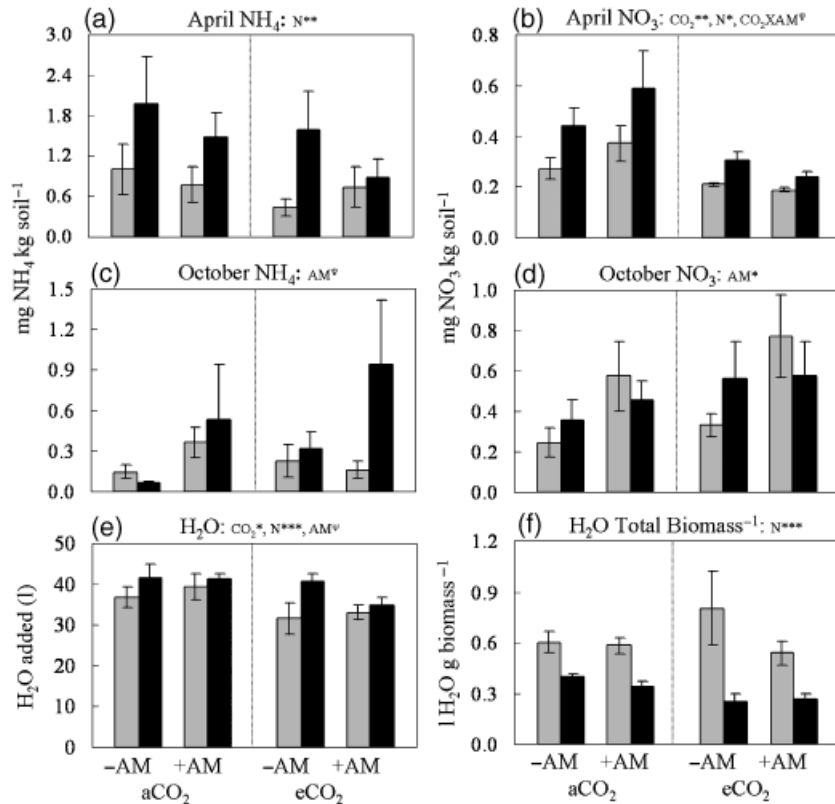 (a) April NH₄: N**
(b) April NO₃: CO₂**, N*, CO₂XAMᵠ
mg NH₄ kg soil⁻¹
3.0
2.4
1.8
1.2
0.6
0.0
mg NO₃ kg soil⁻¹
0.8
0.6
0.4
0.2
0.0
(c) October NH₄: AMᵠ
(d) October NO₃: AM*
1.5
1.2
0.9
0.6
0.3
0.0
1.0
0.8
0.6
0.4
0.2
0.0
(e) H₂O: CO₂*, N***, AMᵠ
(f) H₂O Total Biomass⁻¹: N***
H₂O added (l)
50
40
30
20
10
0
l H₂O g biomass⁻¹
1.2
0.9
0.6
0.3
0.0
−AM +AM −AM +AM
aCO₂ eCO₂
−AM +AM −AM +AM
aCO₂ eCO₂